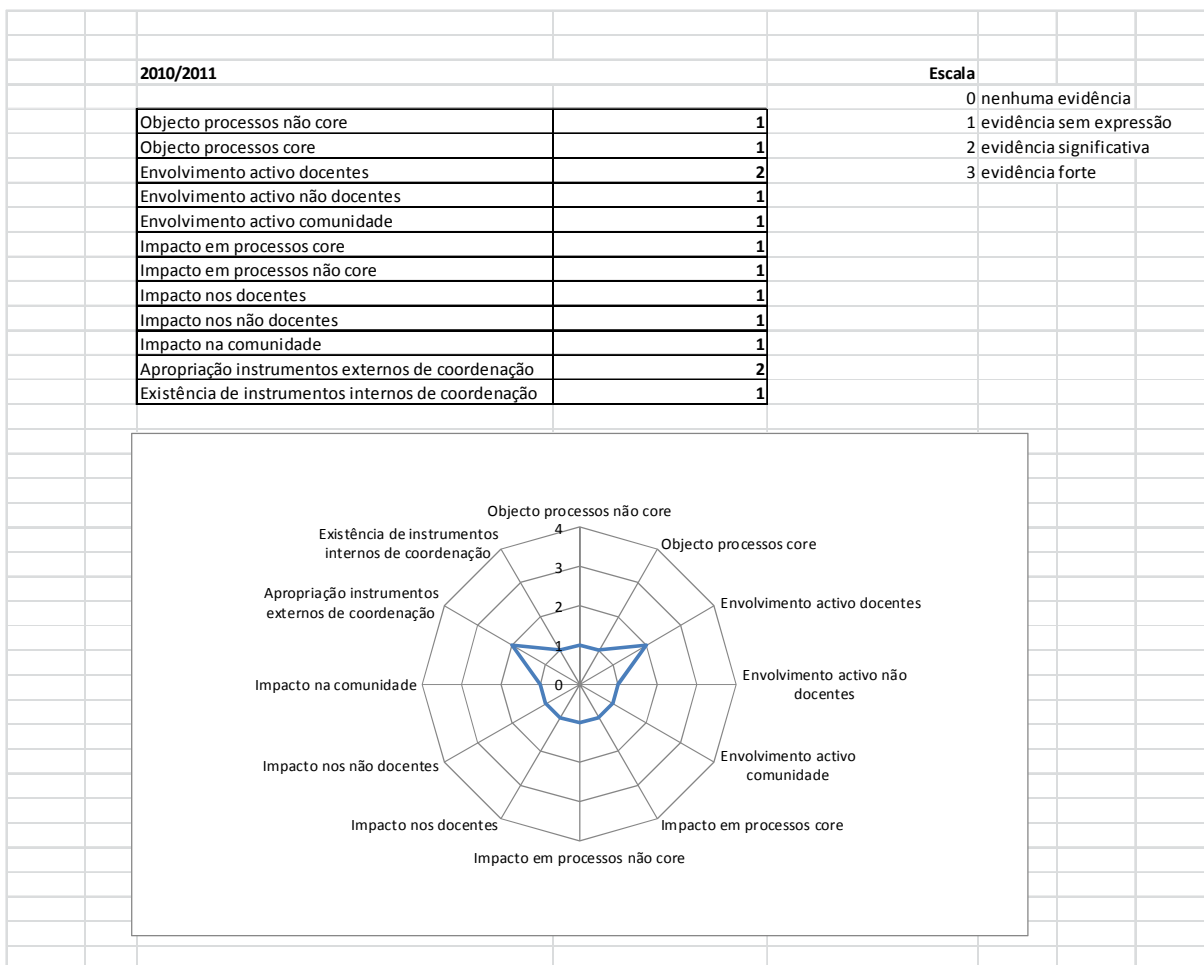 2010/2011 Escala
0 nenhuma evidência
Objecto processos não core 1 1 evidência sem expressão
Objecto processos core 1 2 evidência significativa
Envolvimento activo docentes 2 3 evidência forte
Envolvimento activo não docentes 1
Envolvimento activo comunidade 1
Impacto em processos core 1
Impacto em processos não core 1
Impacto nos docentes 1
Impacto nos não docentes 1
Impacto na comunidade 1
Apropriação instrumentos externos de coordenação 2
Existência de instrumentos internos de coordenação 1
Objecto processos não core
Objecto processos core
Envolvimento activo docentes
Envolvimento activo não
docentes
Envolvimento activo
comunidade
Impacto em processos core
Impacto em processos não core
Impacto nos docentes
Impacto nos não docentes
Impacto na comunidade
Apropriação instrumentos
externos de coordenação
Existência de instrumentos
internos de coordenação
4
3
2
1
0